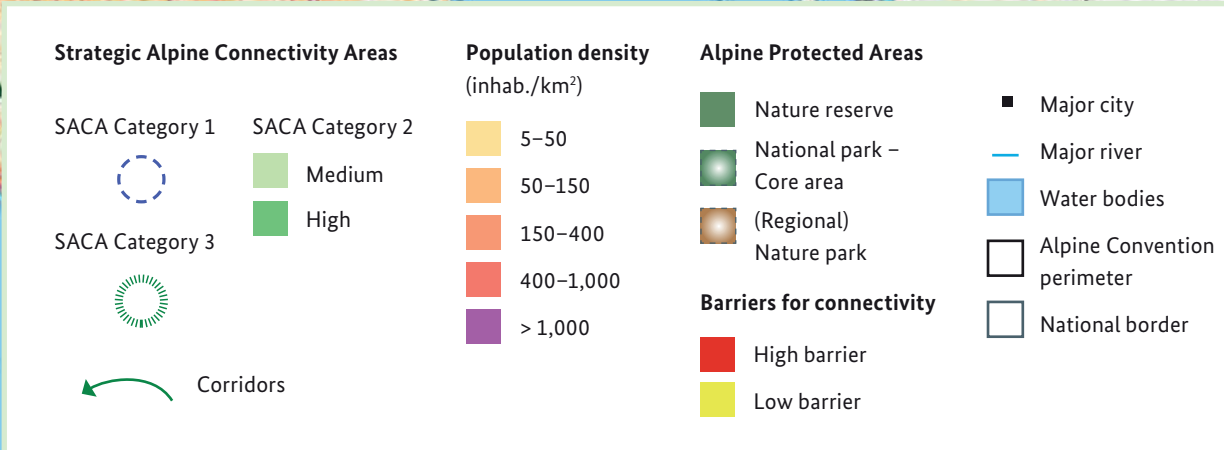 Strategic Alpine Connectivity Areas
SACA Category 1
SACA Category 2
Medium
High
SACA Category 3
Corridors
Population density
(inhab./km²)
5–50
50–150
150–400
400–1,000
> 1,000
Alpine Protected Areas
Nature reserve
National park –
Core area
(Regional)
Nature park
Barriers for connectivity
High barrier
Low barrier
Major city
Major river
Water bodies
Alpine Convention
perimeter
National border